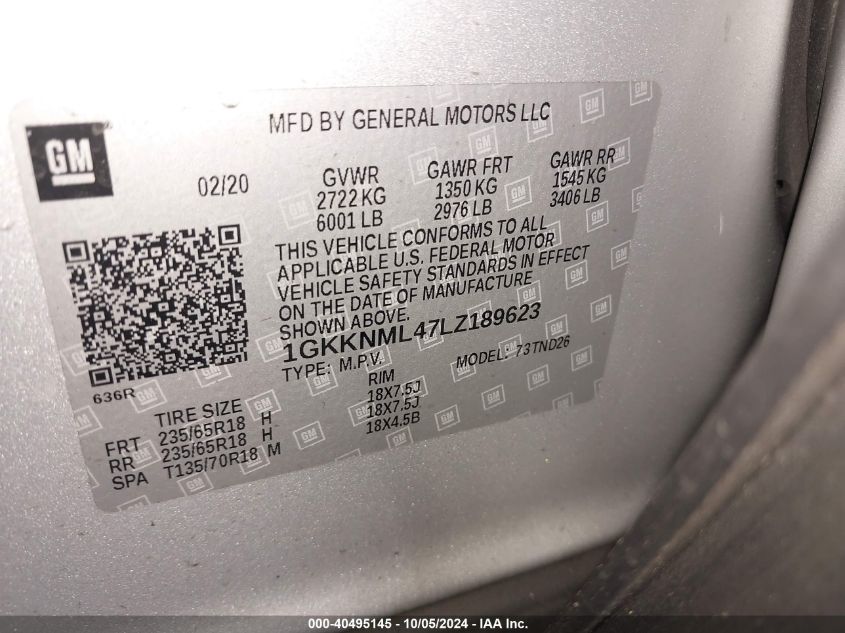 MFD BY GENERAL MOTORS LLC
GM
02/20
GVWR
2722 KG
6001 LB
GAWR FRT
1350 KG
2976 LB
GAWR RR
1545 KG
3406 LB
THIS VEHICLE CONFORMS TO ALL
APPLICABLE U.S. FEDERAL MOTOR
VEHICLE SAFETY STANDARDS IN EFFECT
ON THE DATE OF MANUFACTURE
SHOWN ABOVE.
1GKKNML47LZ189623
TYPE: M.P.V. MODEL: 73TND26
636R
TIRE SIZE RIM
FRT 235/65R18 H 18X7.5J
RR 235/65R18 H 18X7.5J
SPA T135/70R18 M 18X4.5B
000-40495145 - 10/05/2024 - IAA Inc.